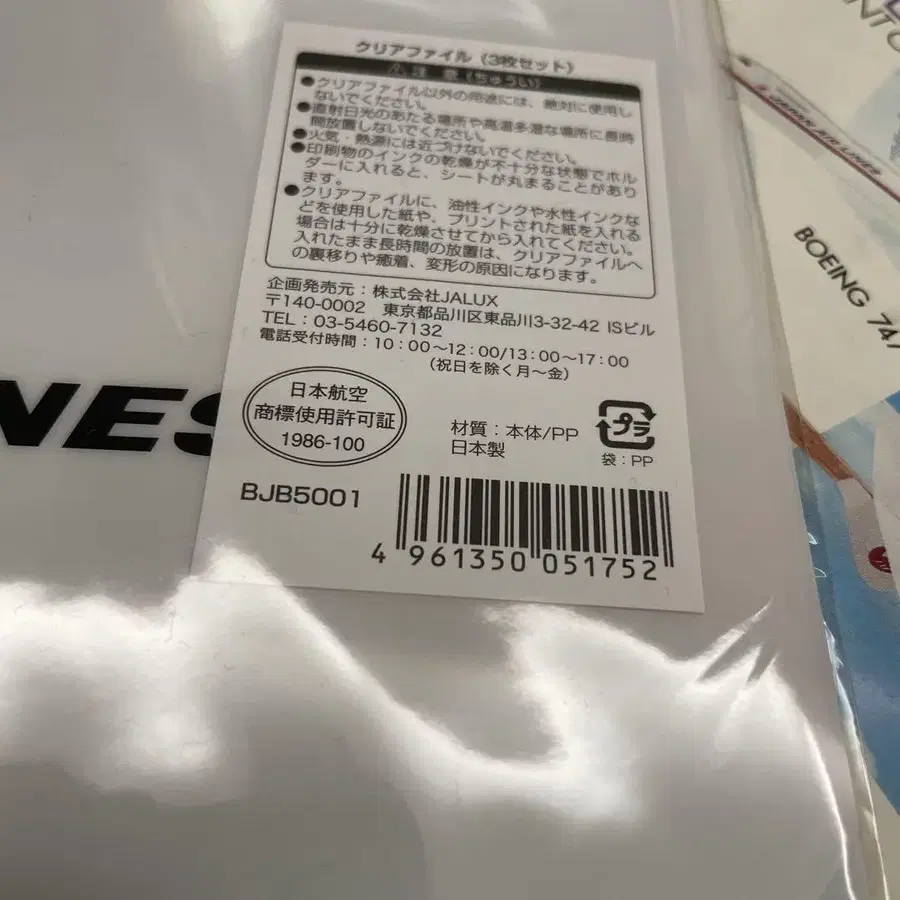 クリアファイル (3枚セット)
⚠ 注 意 (ちゅうい)
●クリアファイル以外の用途には、絶対に使用し
ないでください。
●直射日光のあたる場所や高温多湿な場所に長時
間放置しないでください。
●火気・熱源には近づけないでください。
●印刷物のインクの乾燥が不十分な状態でホル
ダーに入れると、シートが丸まることがあり
ます。
●クリアファイルに、油性インクや水性インクな
どを使用した紙や、プリントされた紙を入れる
場合は十分に乾燥させてから入れてください。
入れたまま長時間の放置は、クリアファイルへ
の裏移りや癒着、変形の原因になります。
企画発売元：株式会社JALUX
〒140-0002 東京都品川区東品川3-32-42 ISビル
TEL：03-5460-7132
電話受付時間：10：00〜12：00/13：00〜17：00
(祝日を除く月〜金)
日本航空
商標使用許可証
1986-100
材質：本体/PP
日本製
プラ
袋：PP
BJB5001
4 961350 051752
NES
BOEING 747